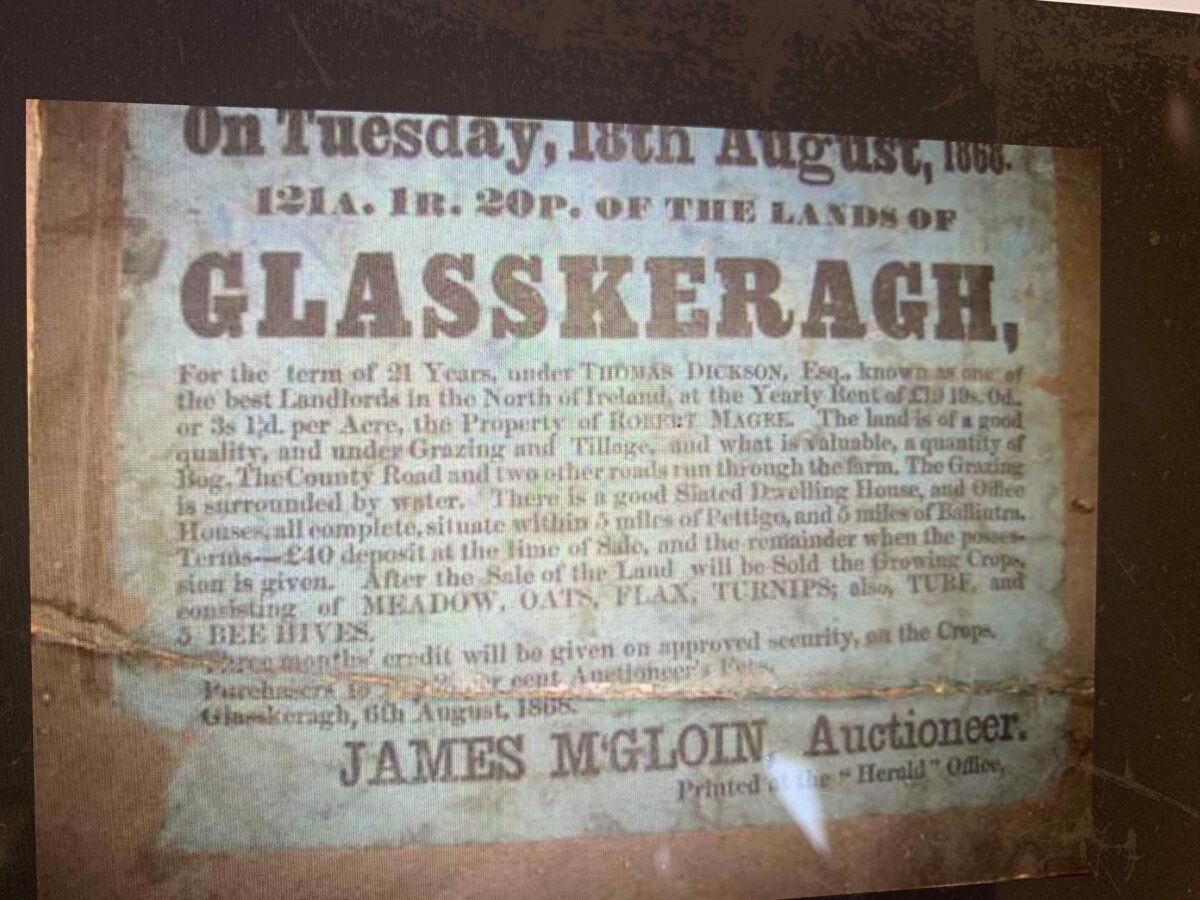 On Tuesday, 18th August, 1868.
121A. 1R. 20P. OF THE LANDS OF
GLASSKERAGH,
For the term of 21 Years, under THOMAS DICKSON, Esq., known as one of
the best Landlords in the North of Ireland, at the Yearly Rent of £19 19s. 0d.,
or 3s per Acre, the Property of ROBERT MAGEE. The land is of a good
quality, and under Grazing and Tillage, and what is valuable, a quantity of
Bog. The County Road and two other roads run through the farm. The Grazing
is surrounded by water. There is a good Slated Dwelling House, and Office
Houses, all complete, situate within 5 miles of Pettigo, and 5 miles of Ballintra.
Terms—£40 deposit at the time of Sale, and the remainder when the posses-
sion is given. After the Sale of the Land will be Sold the Growing Crops,
consisting of MEADOW, OATS, FLAX, TURNIPS; also, TURF, and
5 BEE HIVES.
Three months' credit will be given on approved security, on the Crops.
Purchasers to per cent Auctioneer's Fees.
Glasskeragh, 6th August, 1868.
JAMES M'GLOIN, Auctioneer.
Printed at the "Herald" Office,